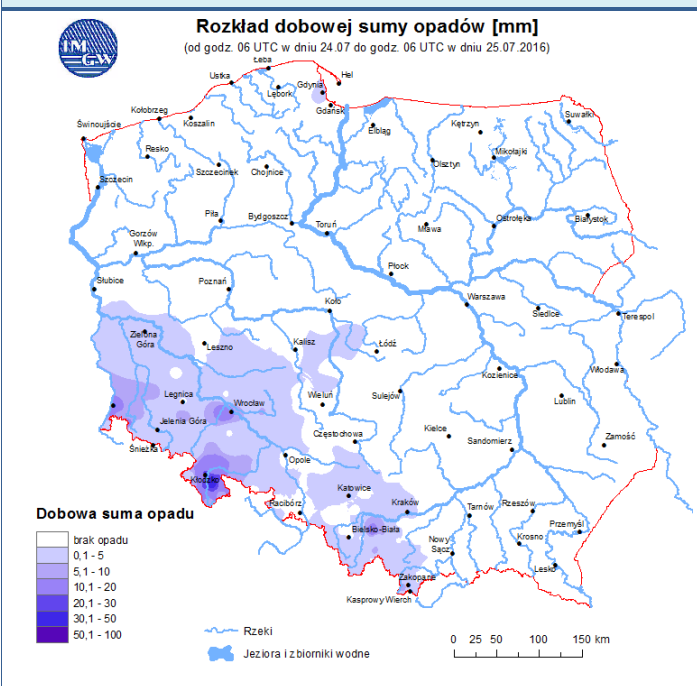 Rozkład dobowej sumy opadów [mm]
(od godz. 06 UTC w dniu 24.07 do godz. 06 UTC w dniu 25.07.2016)
IM
GW
Łeba
Hel
Ustka
Gdynia
Lębork
Gdańsk
Kołobrzeg
Koszalin
Świnoujście
Elbląg
Kętrzyn
Suwałki
Resko
Mikołajki
Olsztyn
Szczecinek
Chojnice
Szczecin
Piła
Bydgoszcz
Toruń
Mława
Ostrołęka
Białystok
Gorzów
Wlkp.
Płock
Słubice
Poznań
Koło
Warszawa
Siedlce
Terespol
Zielona
Góra
Leszno
Kalisz
Łódź
Kozienice
Włodawa
Legnica
Wrocław
Wieluń
Sulejów
Lublin
Jelenia Góra
Częstochowa
Kielce
Sandomierz
Zamość
Śnieżka
Opole
Kłodzko
Katowice
Racibórz
Kraków
Tarnów
Rzeszów
Przemyśl
Bielsko-Biała
Nowy
Sącz
Krosno
Lesko
Zakopane
Kasprowy Wierch
Dobowa suma opadu
brak opadu
0,1 - 5
5,1 - 10
10,1 - 20
20,1 - 30
30,1 - 50
50,1 - 100
Rzeki
Jeziora i zbiorniki wodne
0 25 50 100 150 km